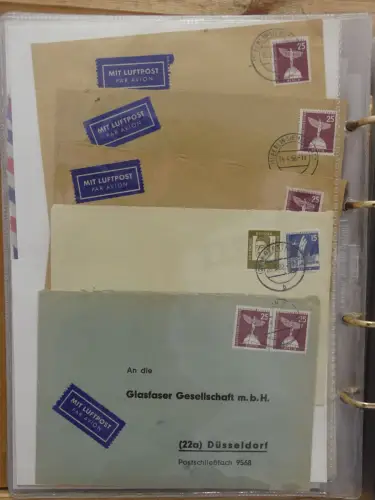 MIT LUFTPOST
PAR AVION
25
MIT LUFTPOST
PAR AVION
25
MIT LUFTPOST
PAR AVION
25
15
25
25
An die
Glasfaser Gesellschaft m. b. H.
MIT LUFTPOST
PAR AVION
(22a) Düsseldorf
Postschließfach 9568